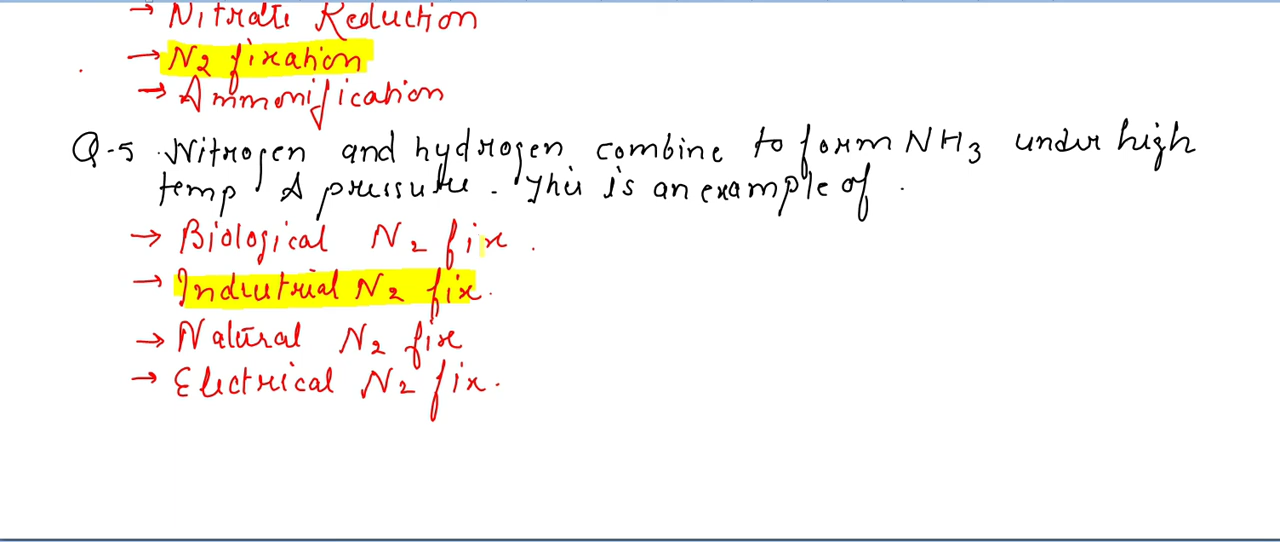 → Nitrate Reduction
→ N2 fixation
→ Ammonification
Q-5 Nitrogen and hydrogen combine to form NH3 under high
temp & pressure. This is an example of .
→ Biological N2 fix.
→ Industrial N2 fix.
→ Natural N2 fix
→ Electrical N2 fix.